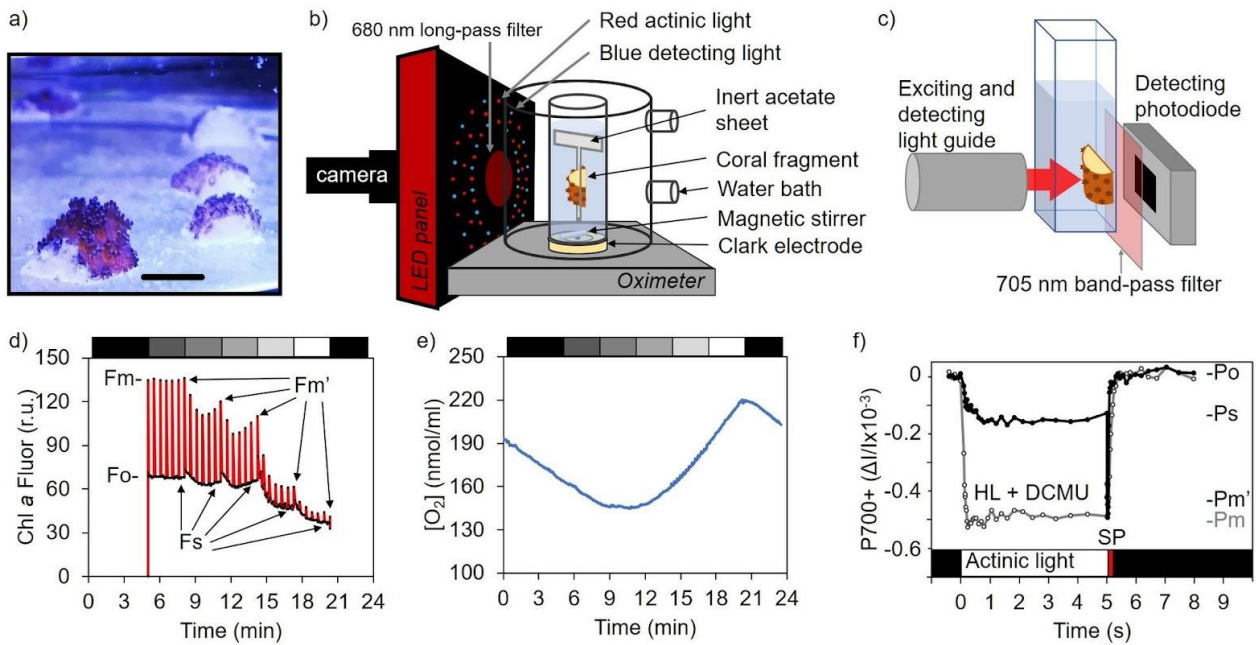 a)
b)
680 nm long-pass filter
Red actinic light
Blue detecting light
Inert acetate
sheet
Coral fragment
Water bath
Magnetic stirrer
Clark electrode
camera
LED panel
Oximeter
c)
Exciting and
detecting
light guide
Detecting
photodiode
705 nm band-pass filter
d)
150
120
90
60
30
0
Chl a Fluor (r.u.)
Fm-
Fo-
Fm'
Fs
0 3 6 9 12 15 18 21 24
Time (min)
e)
250
220
190
160
130
100
[O₂] (nmol/ml)
0 3 6 9 12 15 18 21 24
Time (min)
f)
0
-0.2
-0.4
-0.6
P700+ (ΔI/Ix10⁻³)
-Po
-Ps
-Pm'
-Pm
HL + DCMU
SP
Actinic light
0 1 2 3 4 5 6 7 8 9
Time (s)